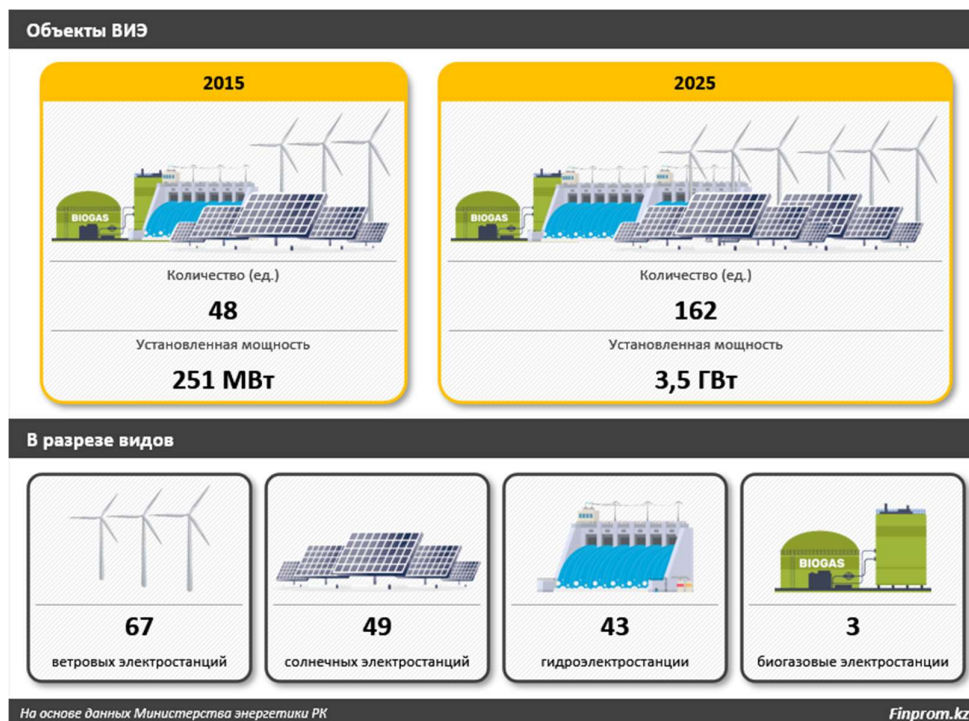 Объекты ВИЭ
2015
BIOGAS
Количество (ед.)
48
Установленная мощность
251 МВт
2025
BIOGAS
Количество (ед.)
162
Установленная мощность
3,5 ГВт
В разрезе видов
67
ветровых электростанций
49
солнечных электростанций
43
гидроэлектростанции
BIOGAS
3
биогазовые электростанции
На основе данных Министерства энергетики РК
Finprom.kz